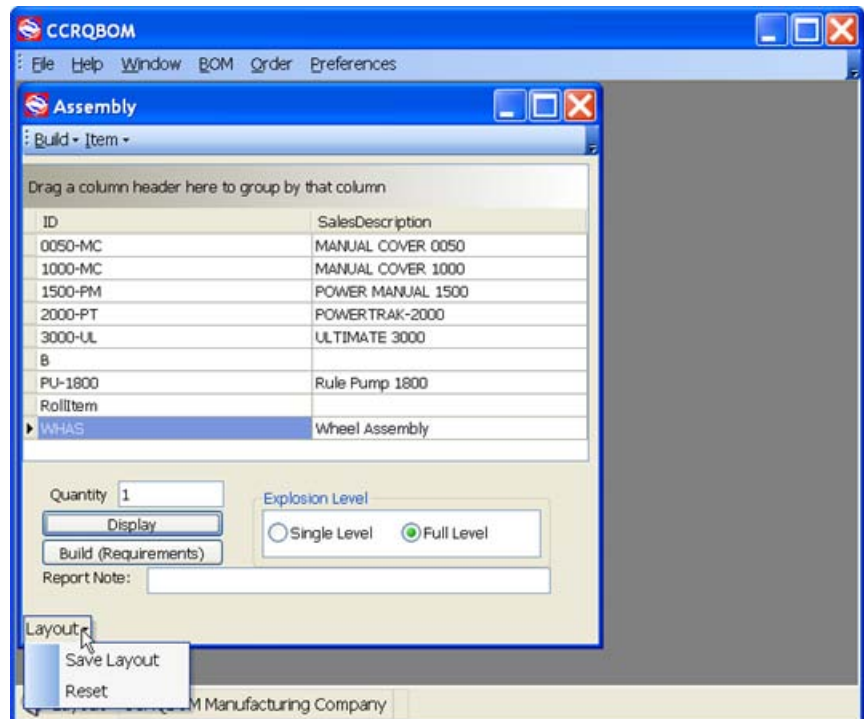 CCRQBOM
File Help Window BOM Order Preferences
Assembly
Build Item
Drag a column header here to group by that column
ID SalesDescription
0050-MC MANUAL COVER 0050
1000-MC MANUAL COVER 1000
1500-PM POWER MANUAL 1500
2000-PT POWERTRAK-2000
3000-UL ULTIMATE 3000
B
PU-1800 Rule Pump 1800
RollItem
WHAS Wheel Assembly
Quantity 1
Explosion Level
Display
Single Level Full Level
Build (Requirements)
Report Note:
Layout
Save Layout
Reset
Manufacturing Company